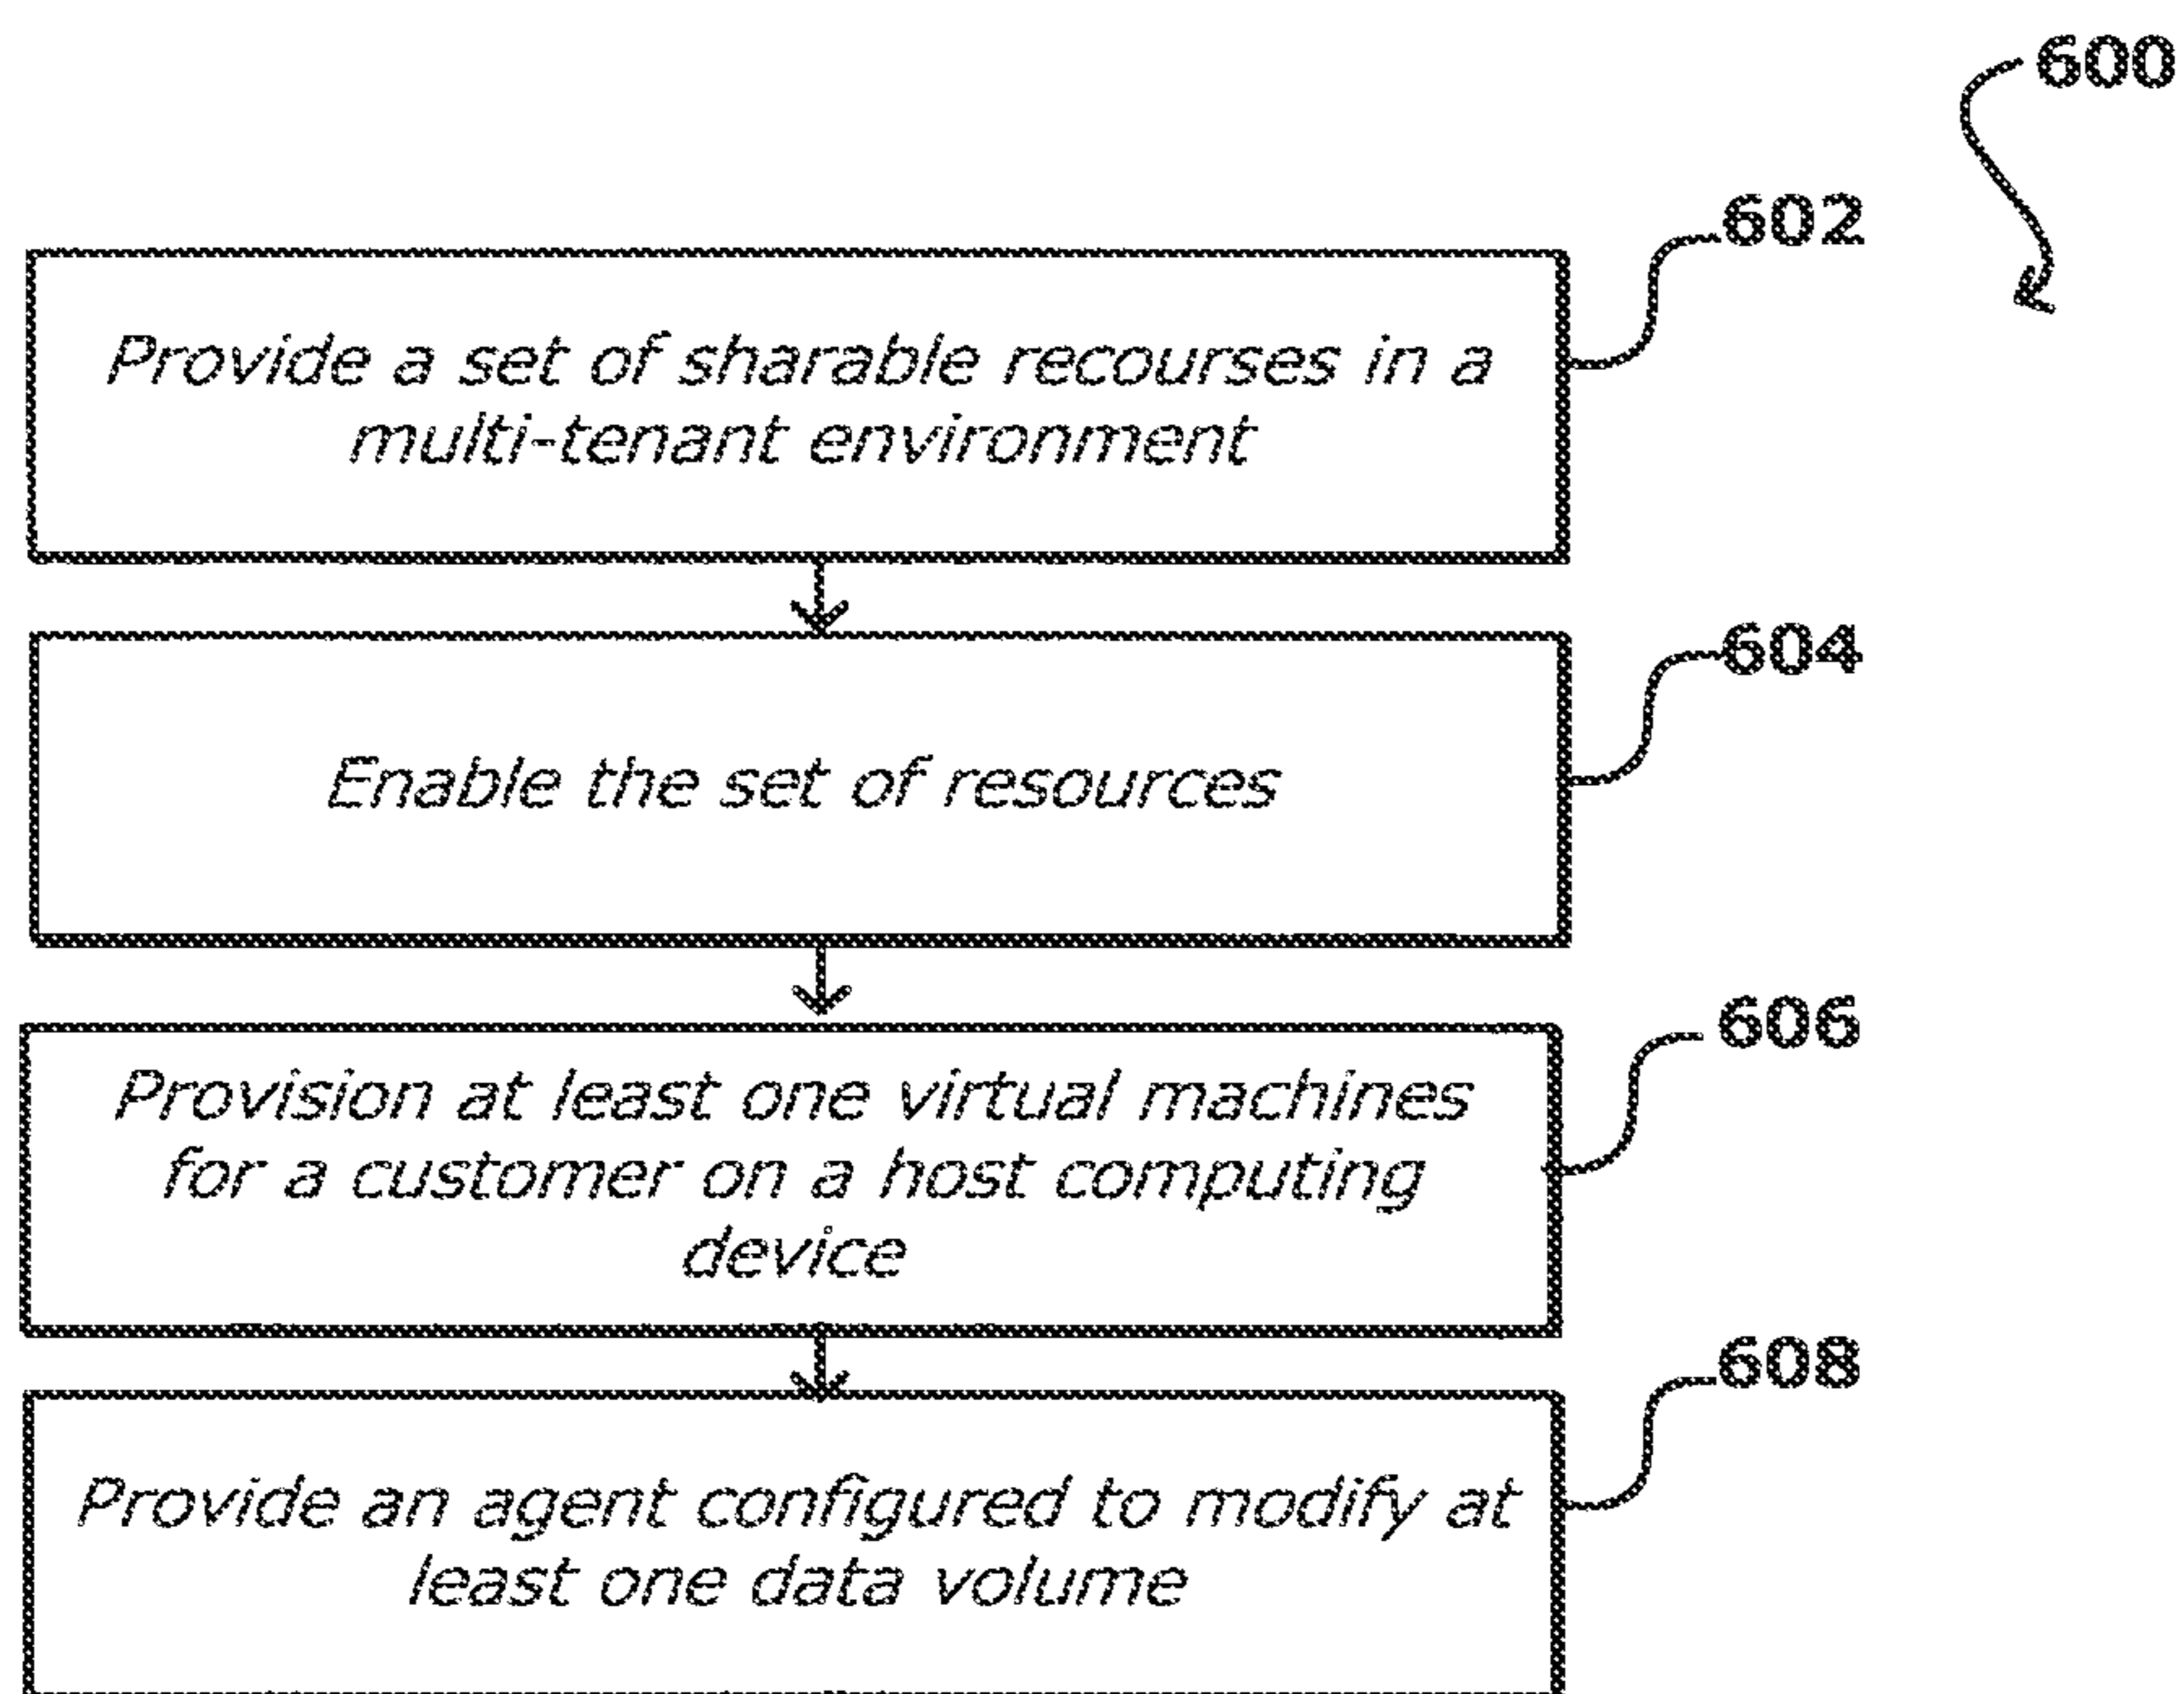 600
602
Provide a set of sharable recourses in a
multi-tenant environment
604
Enable the set of resources
606
Provision at least one virtual machines
for a customer on a host computing
device
608
Provide an agent configured to modify at
least one data volume